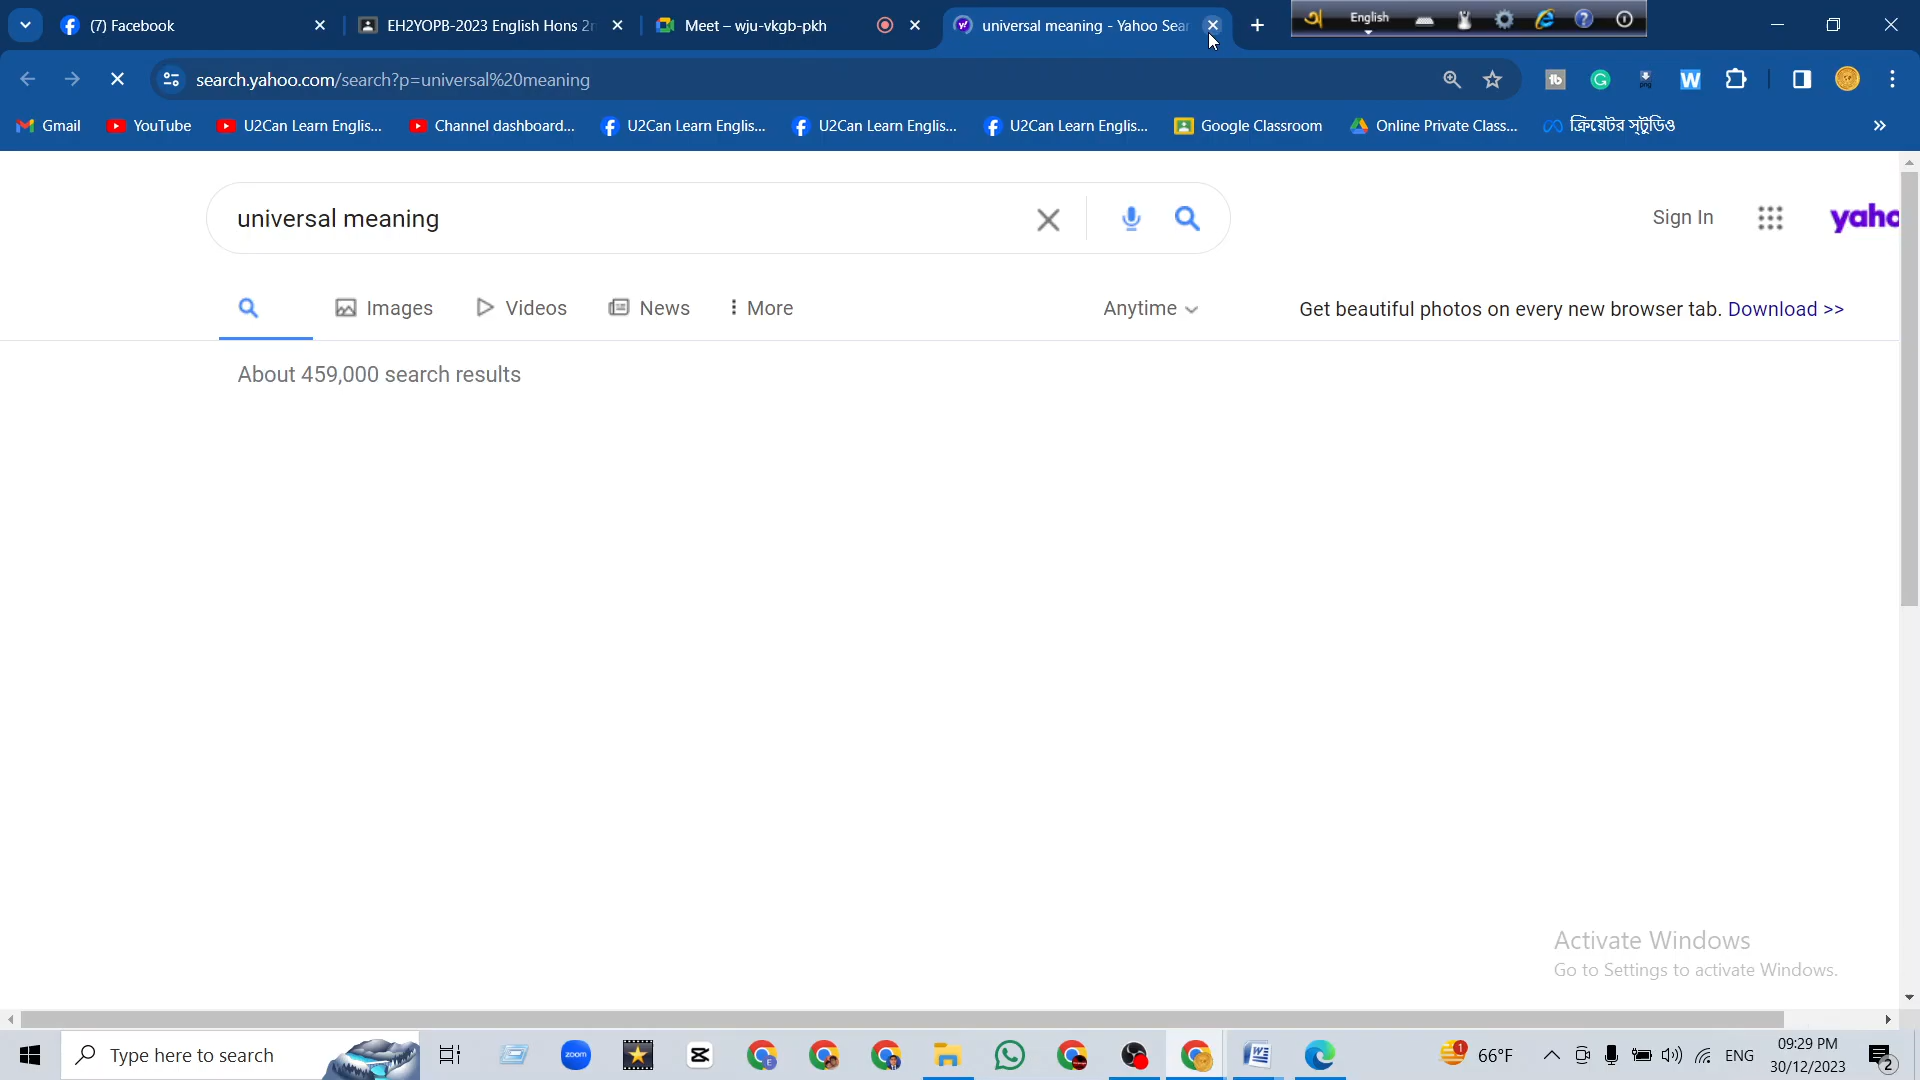 (7) Facebook
EH2YOPB-2023 English Hons 2n
Meet – wju-vkgb-pkh
universal meaning - Yahoo Sear
English
search.yahoo.com/search?p=universal%20meaning
Gmail
YouTube
U2Can Learn Englis...
Channel dashboard...
U2Can Learn Englis...
U2Can Learn Englis...
U2Can Learn Englis...
Google Classroom
Online Private Class...
ক্রিয়েটর স্টুডিও
universal meaning
Sign In
yaho
Images
Videos
News
More
Anytime
Get beautiful photos on every new browser tab. Download >>
About 459,000 search results
Activate Windows
Go to Settings to activate Windows.
Type here to search
zoom
1
66°F
ENG
09:29 PM
30/12/2023
2